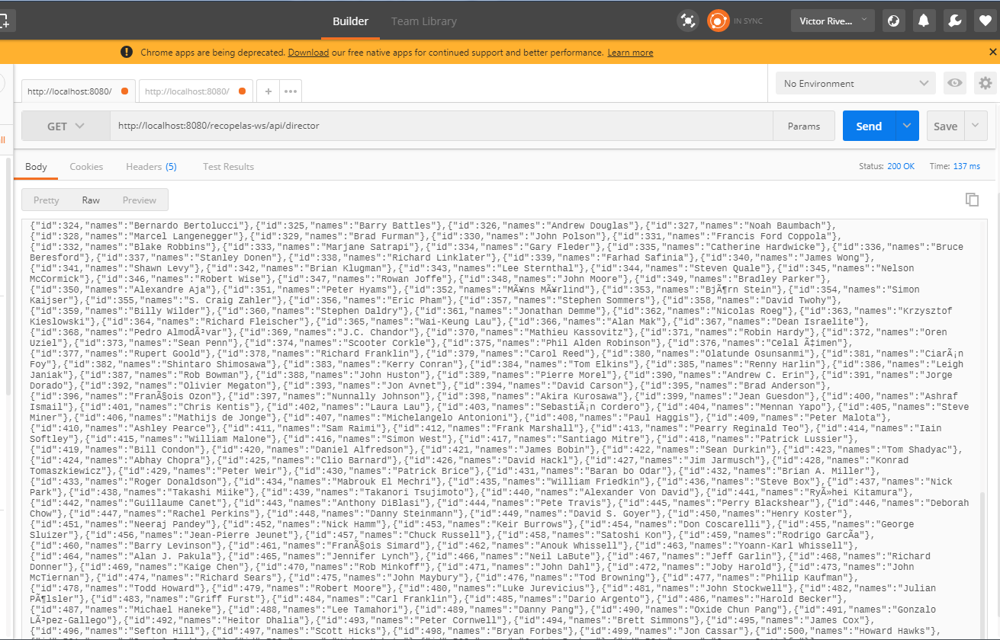 Builder Team Library IN SYNC Victor Rive...
Chrome apps are being deprecated. Download our free native apps for continued support and better performance. Learn more
http://localhost:8080/ http://localhost:8080/ + ••• No Environment
GET http://localhost:8080/recopelas-ws/api/director Params Send Save
ll
Body Cookies Headers (5) Test Results Status: 200 OK Time: 137 ms
Pretty Raw Preview
{"id":324,"names":"Bernardo Bertolucci"},{"id":325,"names":"Barry Battles"},{"id":326,"names":"Andrew Douglas"},{"id":327,"names":"Noah Baumbach"},
{"id":328,"names":"Marcel Langenegger"},{"id":329,"names":"Brad Furman"},{"id":330,"names":"John Polson"},{"id":331,"names":"Francis Ford Coppola"},
{"id":332,"names":"Blake Robbins"},{"id":333,"names":"Marjane Satrapi"},{"id":334,"names":"Gary Fleder"},{"id":335,"names":"Catherine Hardwicke"},{"id":336,"names":"Bruce
Beresford"},{"id":337,"names":"Stanley Donen"},{"id":338,"names":"Richard Linklater"},{"id":339,"names":"Farhad Safinia"},{"id":340,"names":"James Wong"},
{"id":341,"names":"Shawn Levy"},{"id":342,"names":"Brian Klugman"},{"id":343,"names":"Lee Sternthal"},{"id":344,"names":"Steven Quale"},{"id":345,"names":"Nelson
McCormick"},{"id":346,"names":"Robert Wise"},{"id":347,"names":"Rowan Joffe"},{"id":348,"names":"John Moore"},{"id":349,"names":"Bradley Parker"},
{"id":350,"names":"Alexandre Aja"},{"id":351,"names":"Peter Hyams"},{"id":352,"names":"MÃ¥ns MÃ¥rlind"},{"id":353,"names":"BjÃ¶rn Stein"},{"id":354,"names":"Simon
Kaijser"},{"id":355,"names":"S. Craig Zahler"},{"id":356,"names":"Eric Pham"},{"id":357,"names":"Stephen Sommers"},{"id":358,"names":"David Twohy"},
{"id":359,"names":"Billy Wilder"},{"id":360,"names":"Stephen Daldry"},{"id":361,"names":"Jonathan Demme"},{"id":362,"names":"Nicolas Roeg"},{"id":363,"names":"Krzysztof
Kieslowski"},{"id":364,"names":"Richard Fleischer"},{"id":365,"names":"Wai-Keung Lau"},{"id":366,"names":"Alan Mak"},{"id":367,"names":"Dean Israelite"},
{"id":368,"names":"Pedro AlmodÃ³var"},{"id":369,"names":"J.C. Chandor"},{"id":370,"names":"Mathieu Kassovitz"},{"id":371,"names":"Robin Hardy"},{"id":372,"names":"Oren
Uziel"},{"id":373,"names":"Sean Penn"},{"id":374,"names":"Scooter Corkle"},{"id":375,"names":"Phil Alden Robinson"},{"id":376,"names":"Celal Ã‡imen"},
{"id":377,"names":"Rupert Goold"},{"id":378,"names":"Richard Franklin"},{"id":379,"names":"Carol Reed"},{"id":380,"names":"Olatunde Osunsanmi"},{"id":381,"names":"CiarÃ¡n
Foy"},{"id":382,"names":"Shintaro Shimosawa"},{"id":383,"names":"Kerry Conran"},{"id":384,"names":"Tom Elkins"},{"id":385,"names":"Renny Harlin"},{"id":386,"names":"Leigh
Janiak"},{"id":387,"names":"Rob Bowman"},{"id":388,"names":"John Huston"},{"id":389,"names":"Pierre Morel"},{"id":390,"names":"Andrew C. Erin"},{"id":391,"names":"Jorge
Dorado"},{"id":392,"names":"Olivier Megaton"},{"id":393,"names":"Jon Avnet"},{"id":394,"names":"David Carson"},{"id":395,"names":"Brad Anderson"},
{"id":396,"names":"FranÃ§ois Ozon"},{"id":397,"names":"Nunnally Johnson"},{"id":398,"names":"Akira Kurosawa"},{"id":399,"names":"Jean Guesdon"},{"id":400,"names":"Ashraf
Ismail"},{"id":401,"names":"Chris Kentis"},{"id":402,"names":"Laura Lau"},{"id":403,"names":"SebastiÃ¡n Cordero"},{"id":404,"names":"Mennan Yapo"},{"id":405,"names":"Steve
Miner"},{"id":406,"names":"Mathijs de Jonge"},{"id":407,"names":"Michelangelo Antonioni"},{"id":408,"names":"Paul Haggis"},{"id":409,"names":"Peter Malota"},
{"id":410,"names":"Ashley Pearce"},{"id":411,"names":"Sam Raimi"},{"id":412,"names":"Frank Marshall"},{"id":413,"names":"Pearry Reginald Teo"},{"id":414,"names":"Iain
Softley"},{"id":415,"names":"William Malone"},{"id":416,"names":"Simon West"},{"id":417,"names":"Santiago Mitre"},{"id":418,"names":"Patrick Lussier"},
{"id":419,"names":"Bill Condon"},{"id":420,"names":"Daniel Alfredson"},{"id":421,"names":"James Bobin"},{"id":422,"names":"Sean Durkin"},{"id":423,"names":"Tom Shadyac"},
{"id":424,"names":"Abhay Chopra"},{"id":425,"names":"Clio Barnard"},{"id":426,"names":"David Hackl"},{"id":427,"names":"Jim Jarmusch"},{"id":428,"names":"Konrad
Tomaszkiewicz"},{"id":429,"names":"Peter Weir"},{"id":430,"names":"Patrick Brice"},{"id":431,"names":"Baran bo Odar"},{"id":432,"names":"Brian A. Miller"},
{"id":433,"names":"Roger Donaldson"},{"id":434,"names":"Mabrouk El Mechri"},{"id":435,"names":"William Friedkin"},{"id":436,"names":"Steve Box"},{"id":437,"names":"Nick
Park"},{"id":438,"names":"Takashi Miike"},{"id":439,"names":"Takanori Tsujimoto"},{"id":440,"names":"Alexander Von David"},{"id":441,"names":"RyÅ»hei Kitamura"},
{"id":442,"names":"Guillaume Canet"},{"id":443,"names":"Anthony DiBlasi"},{"id":444,"names":"Pete Travis"},{"id":445,"names":"Perry Blackshear"},{"id":446,"names":"Deborah
Chow"},{"id":447,"names":"Rachel Perkins"},{"id":448,"names":"Danny Steinmann"},{"id":449,"names":"David S. Goyer"},{"id":450,"names":"Henry Koster"},
{"id":451,"names":"Neeraj Pandey"},{"id":452,"names":"Nick Hamm"},{"id":453,"names":"Keir Burrows"},{"id":454,"names":"Don Coscarelli"},{"id":455,"names":"George
Sluizer"},{"id":456,"names":"Jean-Pierre Jeunet"},{"id":457,"names":"Chuck Russell"},{"id":458,"names":"Satoshi Kon"},{"id":459,"names":"Rodrigo GarcÃ­a"},
{"id":460,"names":"Barry Levinson"},{"id":461,"names":"FranÃ§ois Simard"},{"id":462,"names":"Anouk Whissell"},{"id":463,"names":"Yoann-Karl Whissell"},
{"id":464,"names":"Alan J. Pakula"},{"id":465,"names":"Jennifer Lynch"},{"id":466,"names":"Neil LaBute"},{"id":467,"names":"Jeff Garlin"},{"id":468,"names":"Richard
Donner"},{"id":469,"names":"Kaige Chen"},{"id":470,"names":"Rob Minkoff"},{"id":471,"names":"John Dahl"},{"id":472,"names":"Joby Harold"},{"id":473,"names":"John
McTiernan"},{"id":474,"names":"Richard Sears"},{"id":475,"names":"John Maybury"},{"id":476,"names":"Tod Browning"},{"id":477,"names":"Philip Kaufman"},
{"id":478,"names":"Todd Howard"},{"id":479,"names":"Robert Moore"},{"id":480,"names":"Luke Jurevicius"},{"id":481,"names":"John Stockwell"},{"id":482,"names":"Julian
PÃ¶lsler"},{"id":483,"names":"Griff Furst"},{"id":484,"names":"Carl Franklin"},{"id":485,"names":"Dario Argento"},{"id":486,"names":"Harold Becker"},
{"id":487,"names":"Michael Haneke"},{"id":488,"names":"Lee Tamahori"},{"id":489,"names":"Danny Pang"},{"id":490,"names":"Oxide Chun Pang"},{"id":491,"names":"Gonzalo
LÃ³pez-Gallego"},{"id":492,"names":"Heitor Dhalia"},{"id":493,"names":"Peter Cornwell"},{"id":494,"names":"Brett Simmons"},{"id":495,"names":"James Cox"},
{"id":496,"names":"Sefton Hill"},{"id":497,"names":"Scott Hicks"},{"id":498,"names":"Bryan Forbes"},{"id":499,"names":"Jon Cassar"},{"id":500,"names":"Howard Hawks"},